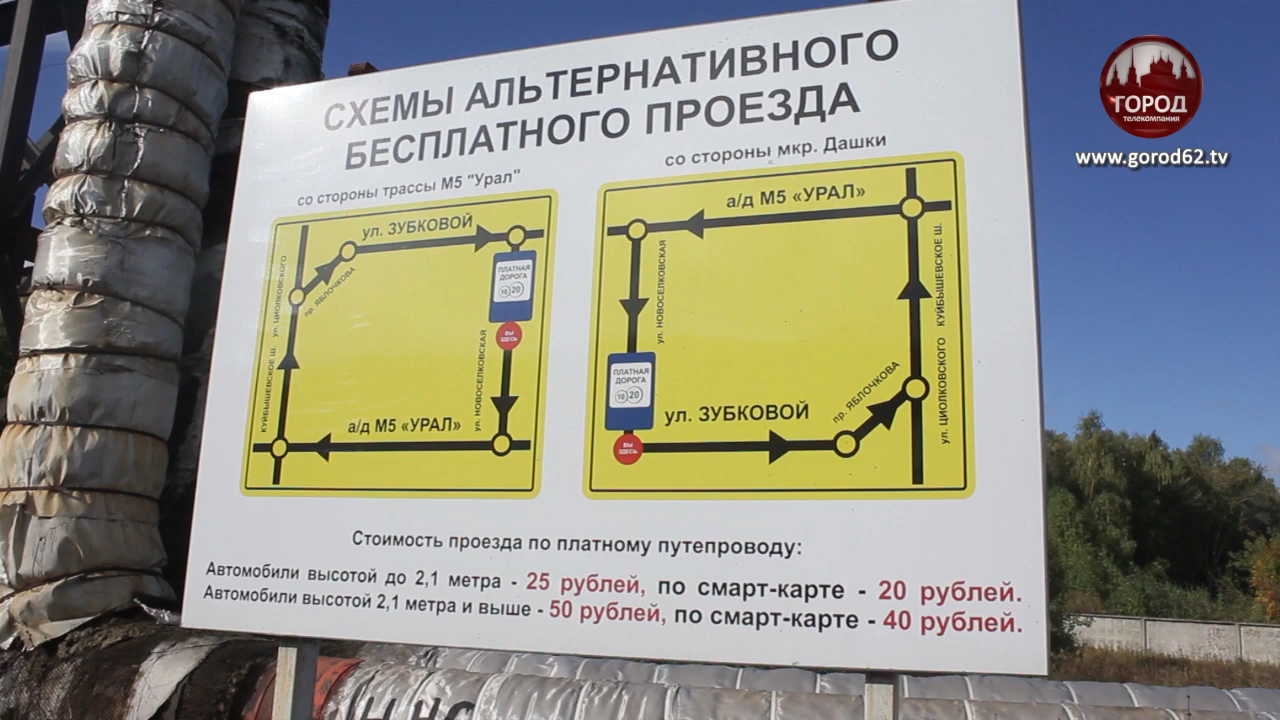 СХЕМЫ АЛЬТЕРНАТИВНОГО
БЕСПЛАТНОГО ПРОЕЗДА
со стороны трассы М5 "Урал"
ул. ЗУБКОВОЙ
КУЙБЫШЕВСКОЕ Ш. ул. ЦИОЛКОВСКОГО
пр. ЯБЛОЧКОВА
ПЛАТНАЯ
ДОРОГА
10 20
ВЫ
ЗДЕСЬ
ул. НОВОСЕЛКОВСКАЯ
а/д М5 «УРАЛ»
со стороны мкр. Дашки
а/д М5 «УРАЛ»
ул. НОВОСЕЛКОВСКАЯ
ул. ЦИОЛКОВСКОГО КУЙБЫШЕВСКОЕ Ш.
ПЛАТНАЯ
ДОРОГА
10 20
ВЫ
ЗДЕСЬ
ул. ЗУБКОВОЙ
пр. ЯБЛОЧКОВА
Стоимость проезда по платному путепроводу:
Автомобили высотой до 2,1 метра - 25 рублей, по смарт-карте - 20 рублей.
Автомобили высотой 2,1 метра и выше - 50 рублей, по смарт-карте - 40 рублей.
ГОРОД
телекомпания
www.gorod62.tv